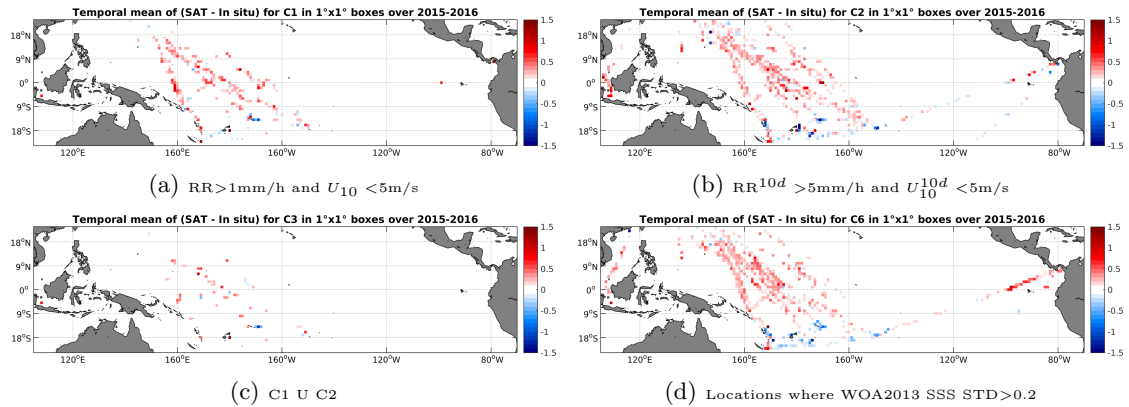 Temporal mean of (SAT - In situ) for C1 in 1°x1° boxes over 2015-2016
18°N
9°N
0°
9°S
18°S
120°E
160°E
160°W
120°W
80°W
1.5
1
0.5
0
-0.5
-1
-1.5
(a) RR>1mm/h and U10 <5m/s
Temporal mean of (SAT - In situ) for C2 in 1°x1° boxes over 2015-2016
18°N
9°N
0°
9°S
18°S
120°E
160°E
160°W
120°W
80°W
1.5
1
0.5
0
-0.5
-1
-1.5
(b) RR^10d >5mm/h and U10^10d <5m/s
Temporal mean of (SAT - In situ) for C3 in 1°x1° boxes over 2015-2016
18°N
9°N
0°
9°S
18°S
120°E
160°E
160°W
120°W
80°W
1.5
1
0.5
0
-0.5
-1
-1.5
(c) C1 U C2
Temporal mean of (SAT - In situ) for C6 in 1°x1° boxes over 2015-2016
18°N
9°N
0°
9°S
18°S
120°E
160°E
160°W
120°W
80°W
1.5
1
0.5
0
-0.5
-1
-1.5
(d) Locations where WOA2013 SSS STD>0.2